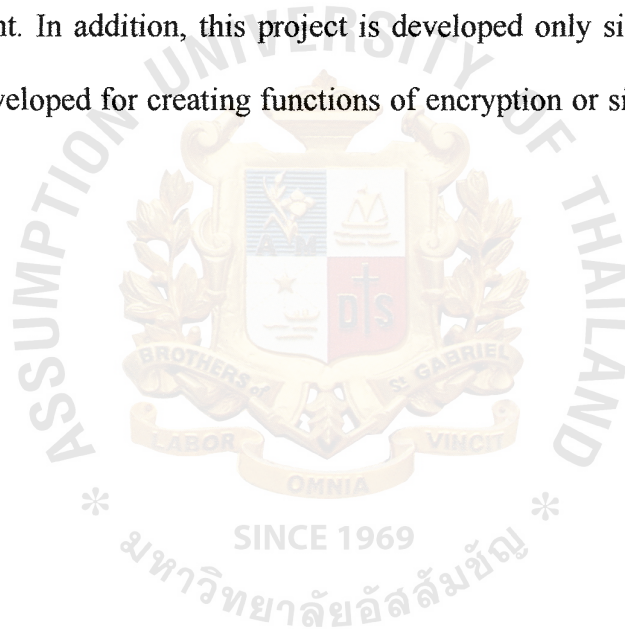 nt. In addition, this project is developed only si
veloped for creating functions of encryption or si
ASSUMPTION UNIVERSITY OF THAILAND
A M
D S
BROTHERS of St GABRIEL
LABOR VINCIT
OMNIA
* SINCE 1969 *
มหาวิทยาลัยอัสสัมชัญ